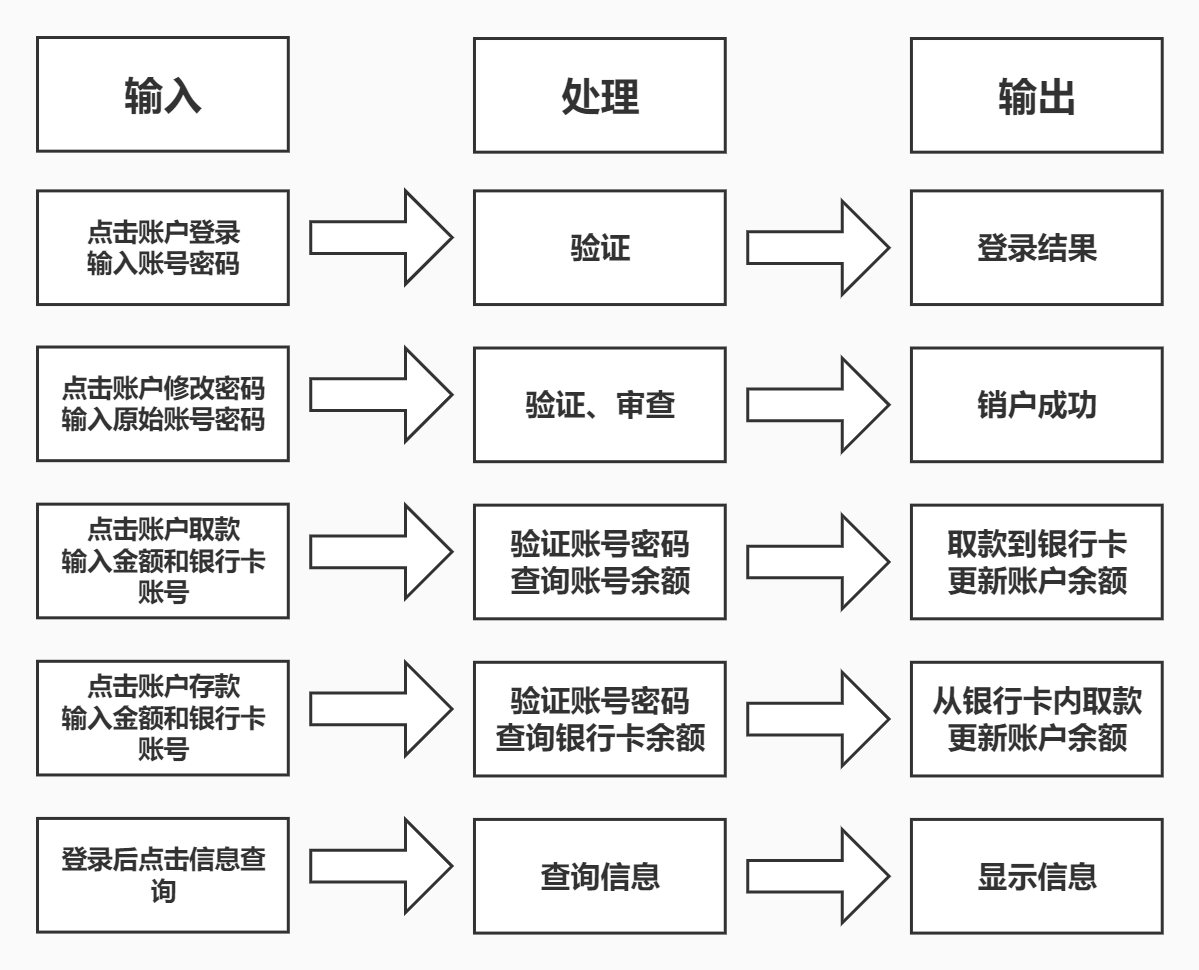 输入
处理
输出
点击账户登录
输入账号密码
验证
登录结果
点击账户修改密码
输入原始账号密码
验证、审查
销户成功
点击账户取款
输入金额和银行卡
账号
验证账号密码
查询账号余额
取款到银行卡
更新账户余额
点击账户存款
输入金额和银行卡
账号
验证账号密码
查询银行卡余额
从银行卡内取款
更新账户余额
登录后点击信息查
询
查询信息
显示信息